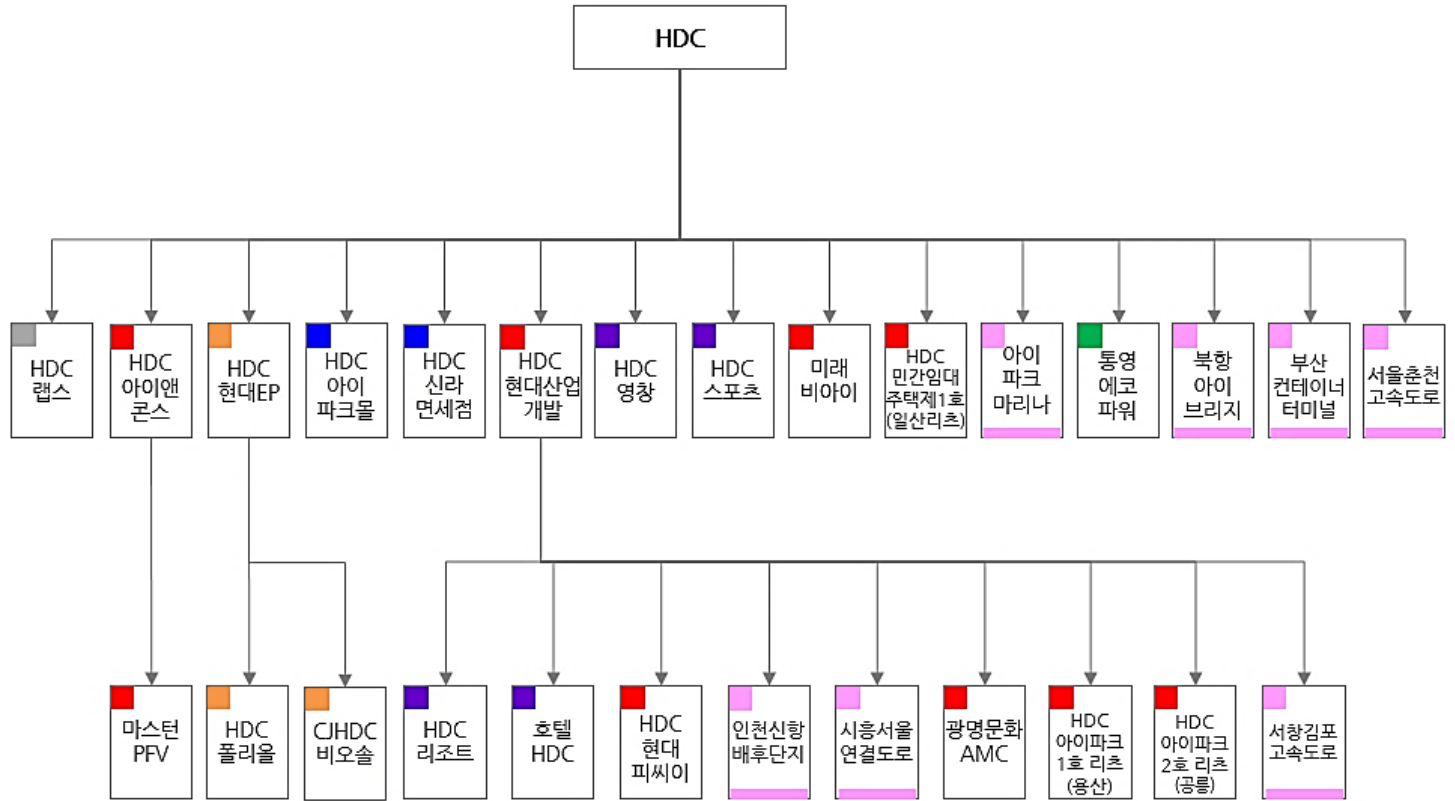 HDC
HDC
랩스
HDC
아이앤
콘스
HDC
현대EP
HDC
아이
파크몰
HDC
신라
면세점
HDC
현대산업
개발
HDC
영창
HDC
스포츠
미래
비아이
HDC
민간임대
주택제1호
(일산리츠)
아이
파크
마리나
통영
에코
파워
북항
아이
브리지
부산
컨테이너
터미널
서울춘천
고속도로
마스턴
PFV
HDC
폴리올
CJHDC
비오솔
HDC
리조트
호텔
HDC
HDC
현대
피씨이
인천신항
배후단지
시흥서울
연결도로
광명문화
AMC
HDC
아이파크
1호 리츠
(용산)
HDC
아이파크
2호 리츠
(공릉)
서창김포
고속도로